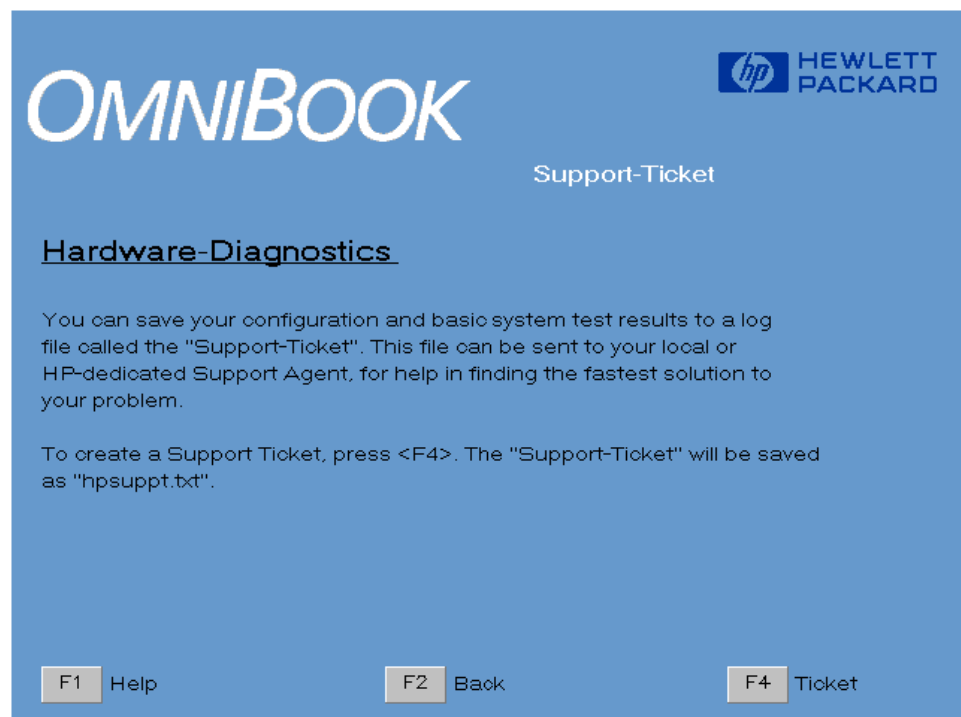 OMNIBOOK
hp HEWLETT
PACKARD
Support-Ticket
Hardware-Diagnostics
You can save your configuration and basic system test results to a log
file called the "Support-Ticket". This file can be sent to your local or
HP-dedicated Support Agent, for help in finding the fastest solution to
your problem.
To create a Support Ticket, press <F4>. The "Support-Ticket" will be saved
as "hpsuppt.txt".
F1 Help F2 Back F4 Ticket